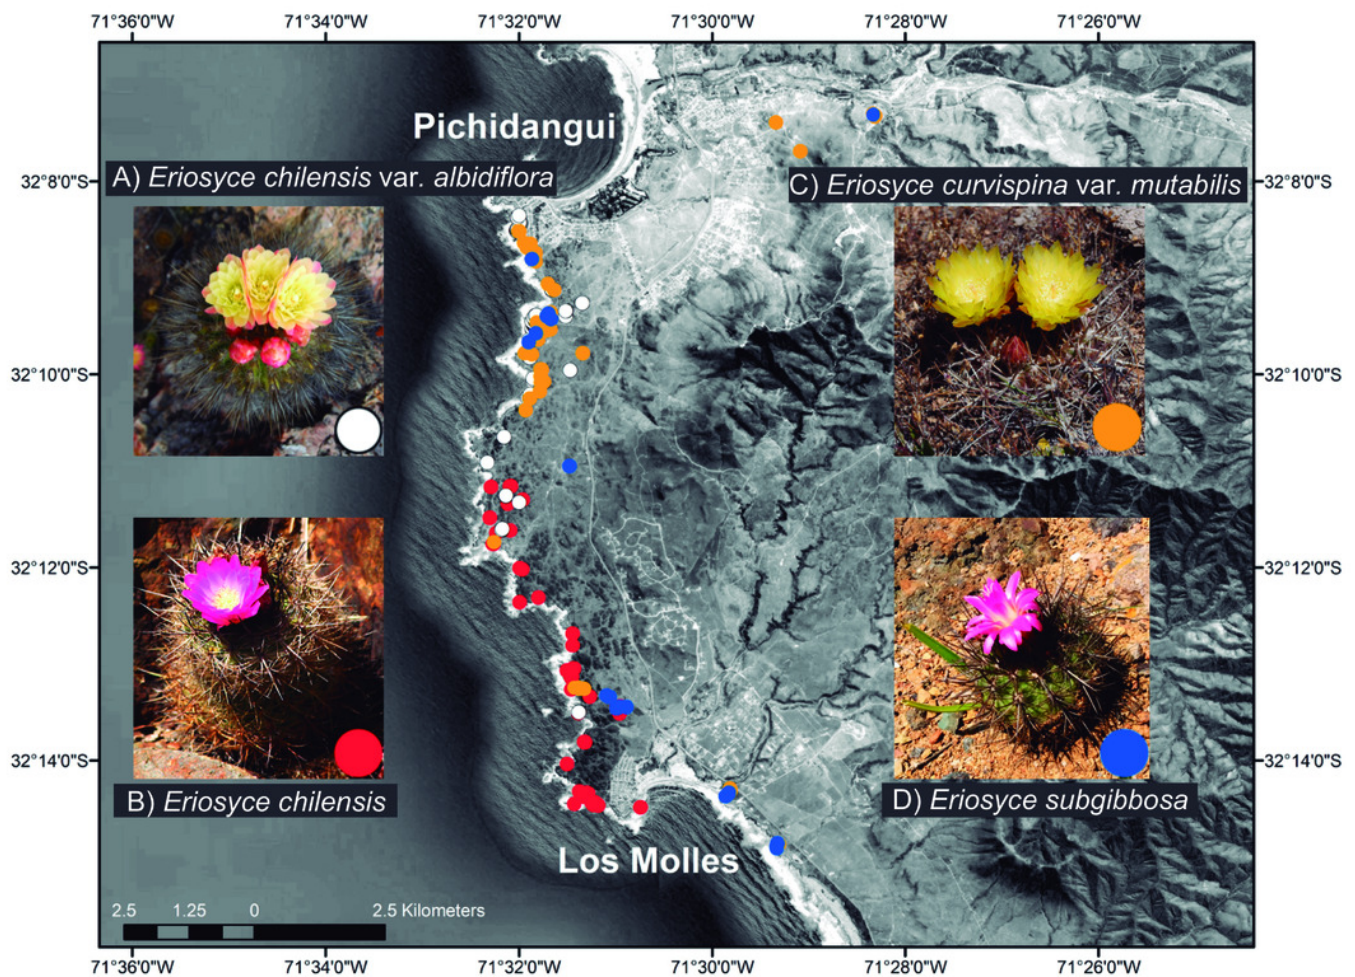 71°36'0"W 71°34'0"W 71°32'0"W 71°30'0"W 71°28'0"W 71°26'0"W
Pichidangui
A) Eriosyce chilensis var. albidiflora
C) Eriosyce curvispina var. mutabilis
32°8'0"S 32°8'0"S
32°10'0"S 32°10'0"S
32°12'0"S 32°12'0"S
32°14'0"S 32°14'0"S
B) Eriosyce chilensis
D) Eriosyce subgibbosa
Los Molles
2.5 1.25 0 2.5 Kilometers
71°36'0"W 71°34'0"W 71°32'0"W 71°30'0"W 71°28'0"W 71°26'0"W